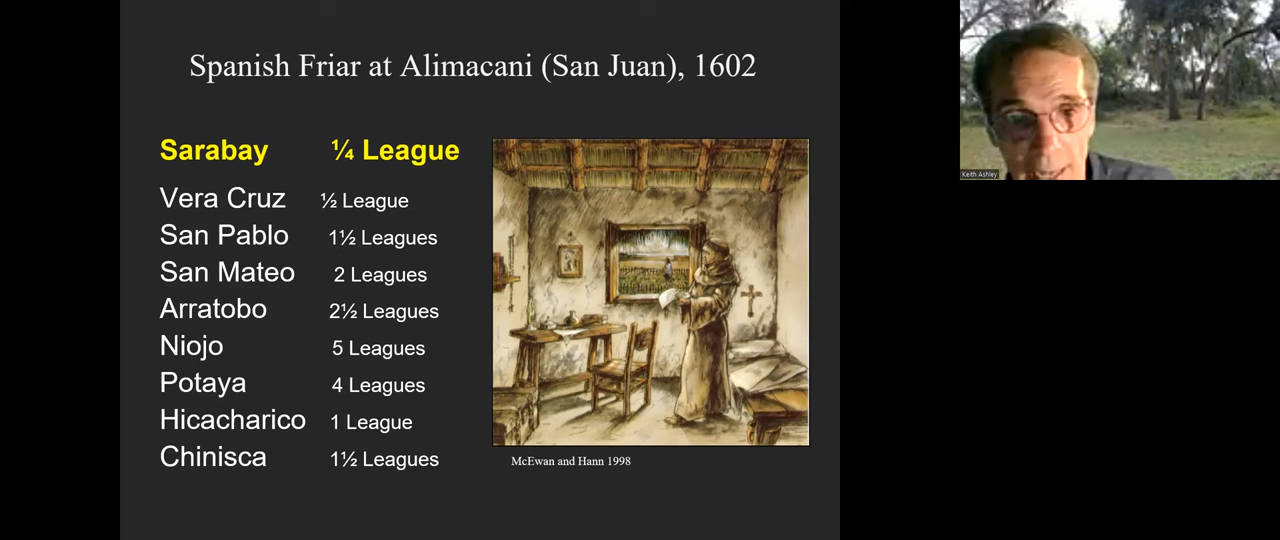 Spanish Friar at Alimacani (San Juan), 1602
Sarabay ¼ League
Vera Cruz ½ League
San Pablo 1½ Leagues
San Mateo 2 Leagues
Arratobo 2½ Leagues
Niojo 5 Leagues
Potaya 4 Leagues
Hicacharico 1 League
Chinisca 1½ Leagues
McEwan and Hann 1998
Keith Ashley